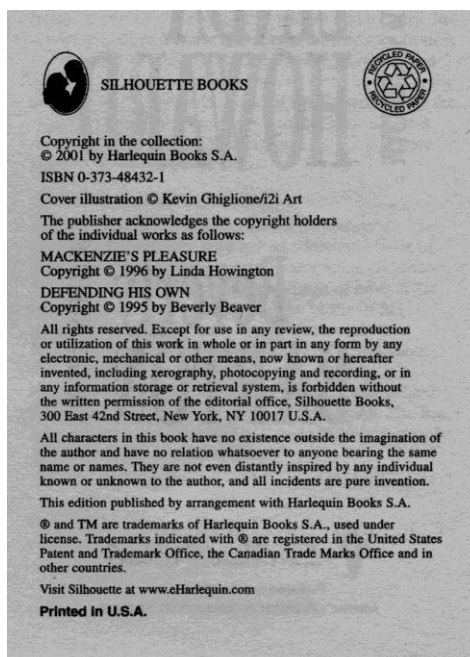 SILHOUETTE BOOKS
RECYCLED PAPER
RECYCLED PAPER
Copyright in the collection:
© 2001 by Harlequin Books S.A.
ISBN 0-373-48432-1
Cover illustration © Kevin Ghiglione/i2i Art
The publisher acknowledges the copyright holders
of the individual works as follows:
MACKENZIE'S PLEASURE
Copyright © 1996 by Linda Howington
DEFENDING HIS OWN
Copyright © 1995 by Beverly Beaver
All rights reserved. Except for use in any review, the reproduction
or utilization of this work in whole or in part in any form by any
electronic, mechanical or other means, now known or hereafter
invented, including xerography, photocopying and recording, or in
any information storage or retrieval system, is forbidden without
the written permission of the editorial office, Silhouette Books,
300 East 42nd Street, New York, NY 10017 U.S.A.
All characters in this book have no existence outside the imagination of
the author and have no relation whatsoever to anyone bearing the same
name or names. They are not even distantly inspired by any individual
known or unknown to the author, and all incidents are pure invention.
This edition published by arrangement with Harlequin Books S.A.
® and TM are trademarks of Harlequin Books S.A., used under
license. Trademarks indicated with ® are registered in the United States
Patent and Trademark Office, the Canadian Trade Marks Office and in
other countries.
Visit Silhouette at www.eHarlequin.com
Printed in U.S.A.